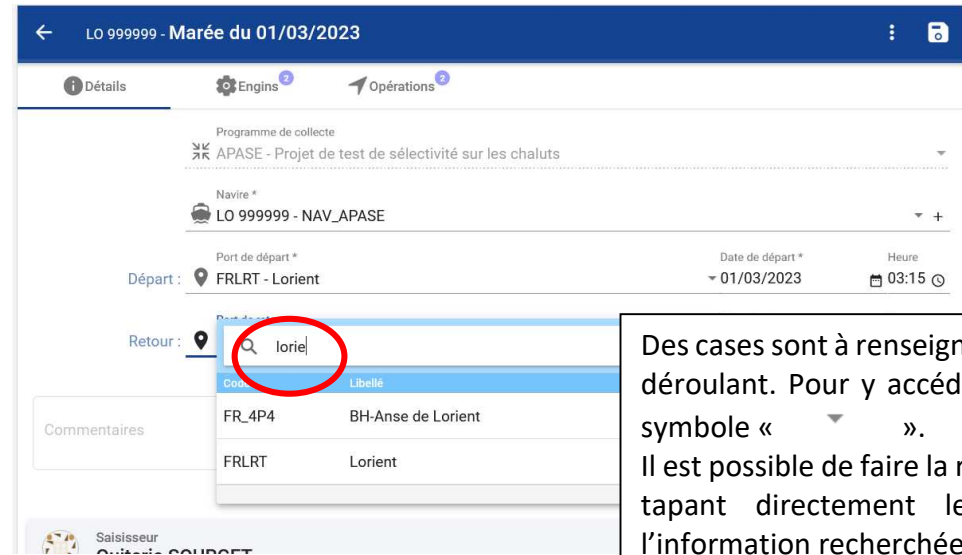 LO 999999 - Marée du 01/03/2023
Détails
Engins 2
Opérations 2
Programme de collecte
APASE - Projet de test de sélectivité sur les chaluts
Navire *
LO 999999 - NAV_APASE
+
Port de départ *
Date de départ *
Heure
Départ :
FRLRT - Lorient
01/03/2023
03:15
Retour :
lorie
Code
Libellé
FR_4P4
BH-Anse de Lorient
FRLRT
Lorient
Commentaires
Saisisseur
Des cases sont à renseign
déroulant. Pour y accéd
symbole « ».
Il est possible de faire la r
tapant directement le
l'information recherchée